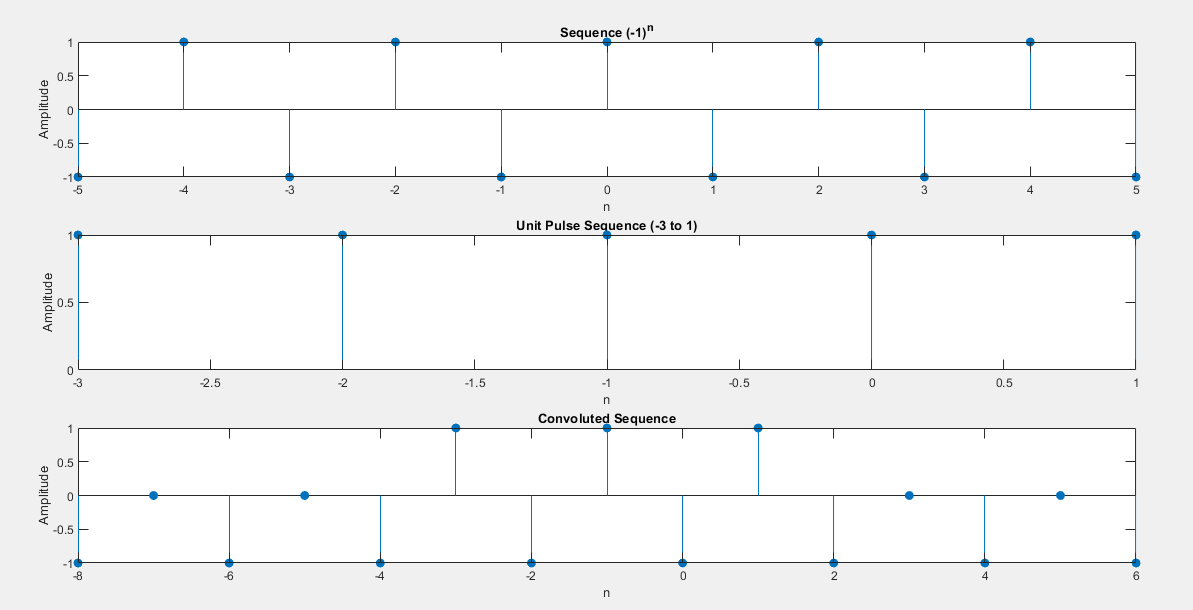 Sequence (-1)^n
1
0.5
0
-0.5
-1
Amplitude
-5 -4 -3 -2 -1 0 1 2 3 4 5
n
Unit Pulse Sequence (-3 to 1)
1
0.5
0
Amplitude
-3 -2.5 -2 -1.5 -1 -0.5 0 0.5 1
n
Convoluted Sequence
1
0.5
0
-0.5
-1
Amplitude
-8 -6 -4 -2 0 2 4 6
n